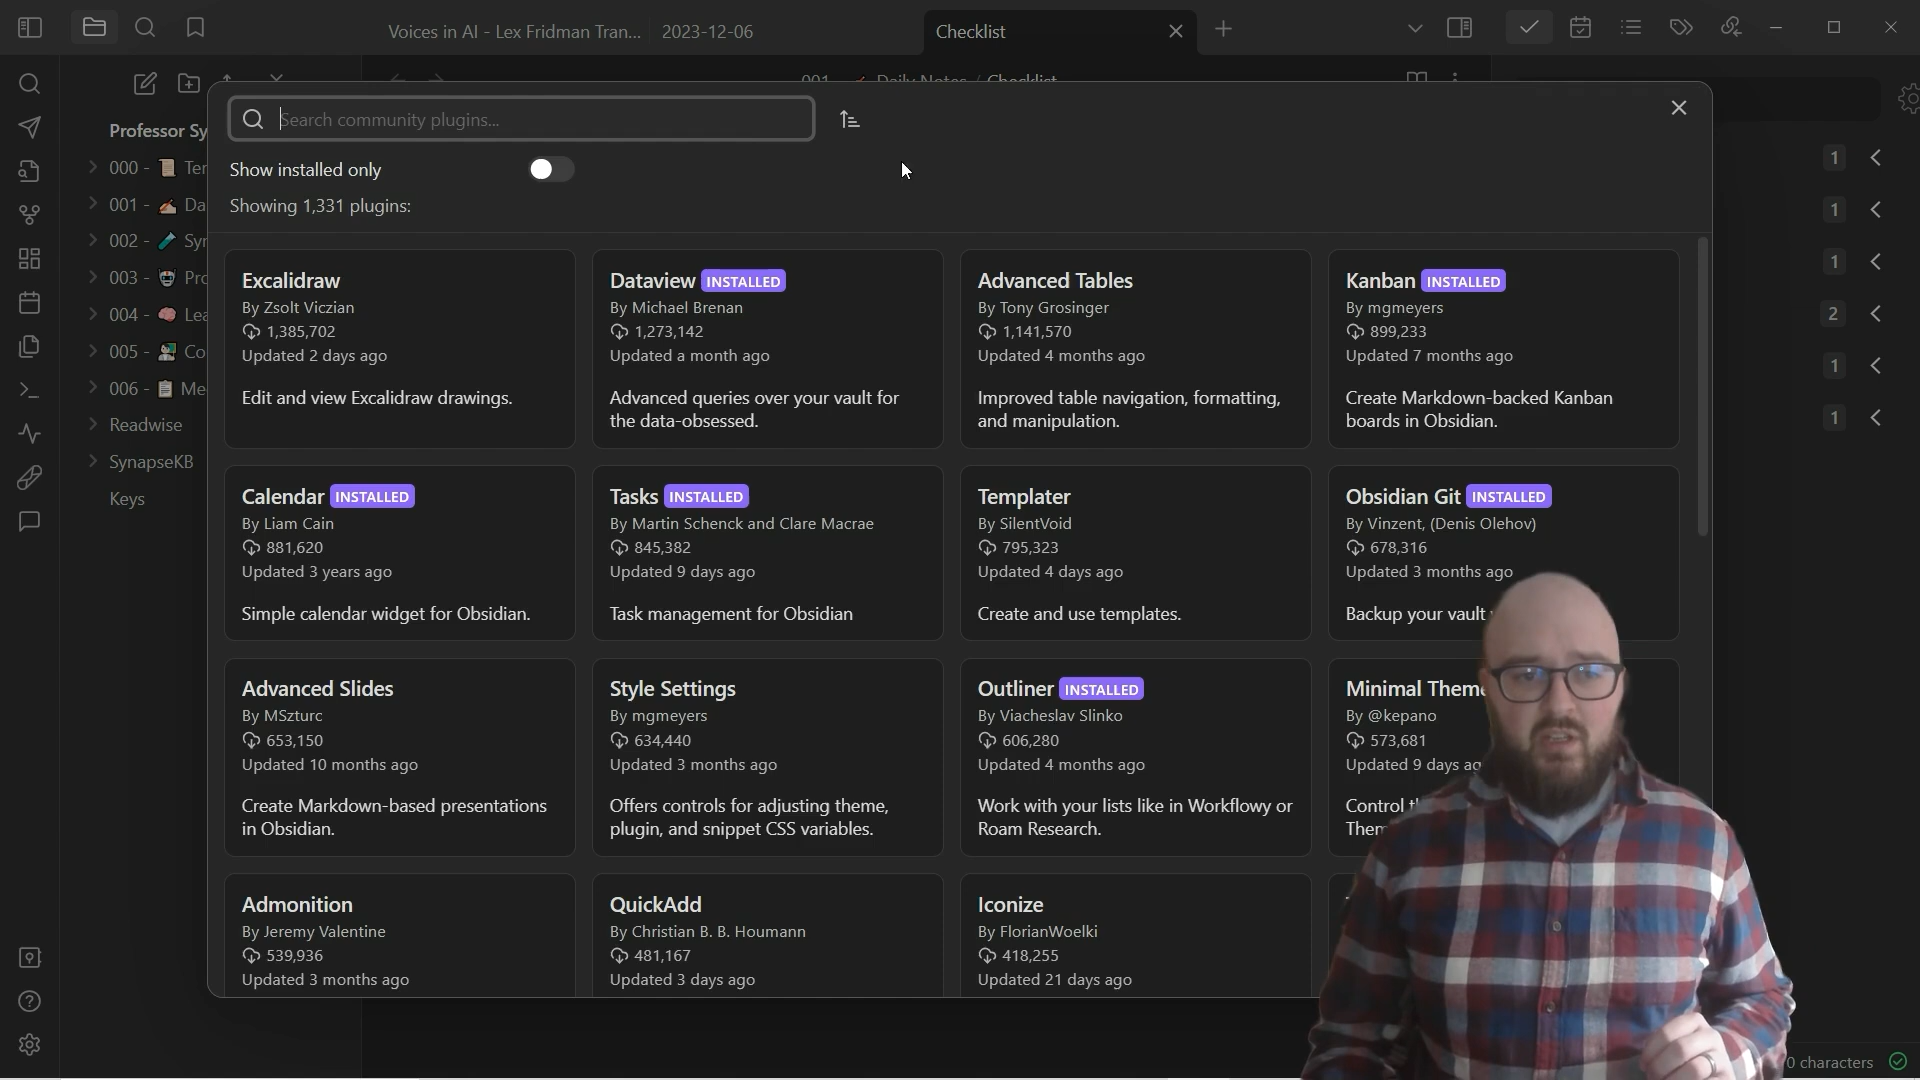 Voices in AI - Lex Fridman Tran...
2023-12-06
Checklist
Daily Notes / Checklist
Professor Sy
000 - Ter
001 - Da
002 - Syn
003 - Pro
004 - Lea
005 - Co
006 - Me
Readwise
SynapseKB
Keys
Search community plugins...
Show installed only
Showing 1,331 plugins:
Excalidraw
By Zsolt Viczian
1,385,702
Updated 2 days ago
Edit and view Excalidraw drawings.
Dataview INSTALLED
By Michael Brenan
1,273,142
Updated a month ago
Advanced queries over your vault for
the data-obsessed.
Advanced Tables
By Tony Grosinger
1,141,570
Updated 4 months ago
Improved table navigation, formatting,
and manipulation.
Kanban INSTALLED
By mgmeyers
899,233
Updated 7 months ago
Create Markdown-backed Kanban
boards in Obsidian.
Calendar INSTALLED
By Liam Cain
881,620
Updated 3 years ago
Simple calendar widget for Obsidian.
Tasks INSTALLED
By Martin Schenck and Clare Macrae
845,382
Updated 9 days ago
Task management for Obsidian
Templater
By SilentVoid
795,323
Updated 4 days ago
Create and use templates.
Obsidian Git INSTALLED
By Vinzent, (Denis Olehov)
678,316
Updated 3 months ago
Backup your vault
Advanced Slides
By MSzturc
653,150
Updated 10 months ago
Create Markdown-based presentations
in Obsidian.
Style Settings
By mgmeyers
634,440
Updated 3 months ago
Offers controls for adjusting theme,
plugin, and snippet CSS variables.
Outliner INSTALLED
By Viacheslav Slinko
606,280
Updated 4 months ago
Work with your lists like in Workflowy or
Roam Research.
Minimal Theme
By @kepano
573,681
Updated 9 days ag
Control t
Them
Admonition
By Jeremy Valentine
539,936
Updated 3 months ago
QuickAdd
By Christian B. B. Houmann
481,167
Updated 3 days ago
Iconize
By FlorianWoelki
418,255
Updated 21 days ago
1
1
1
2
1
1
0 characters